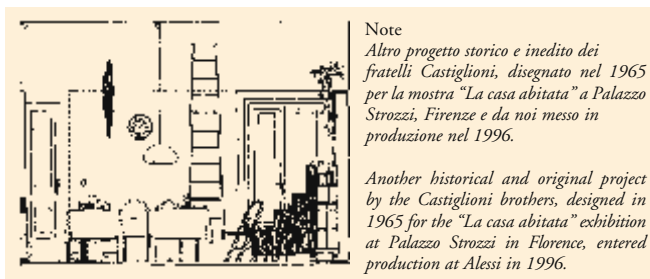 Note
Altro progetto storico e inedito dei
fratelli Castiglioni, disegnato nel 1965
per la mostra “La casa abitata” a Palazzo
Strozzi, Firenze e da noi messo in
produzione nel 1996.
Another historical and original project
by the Castiglioni brothers, designed in
1965 for the “La casa abitata” exhibition
at Palazzo Strozzi in Florence, entered
production at Alessi in 1996.